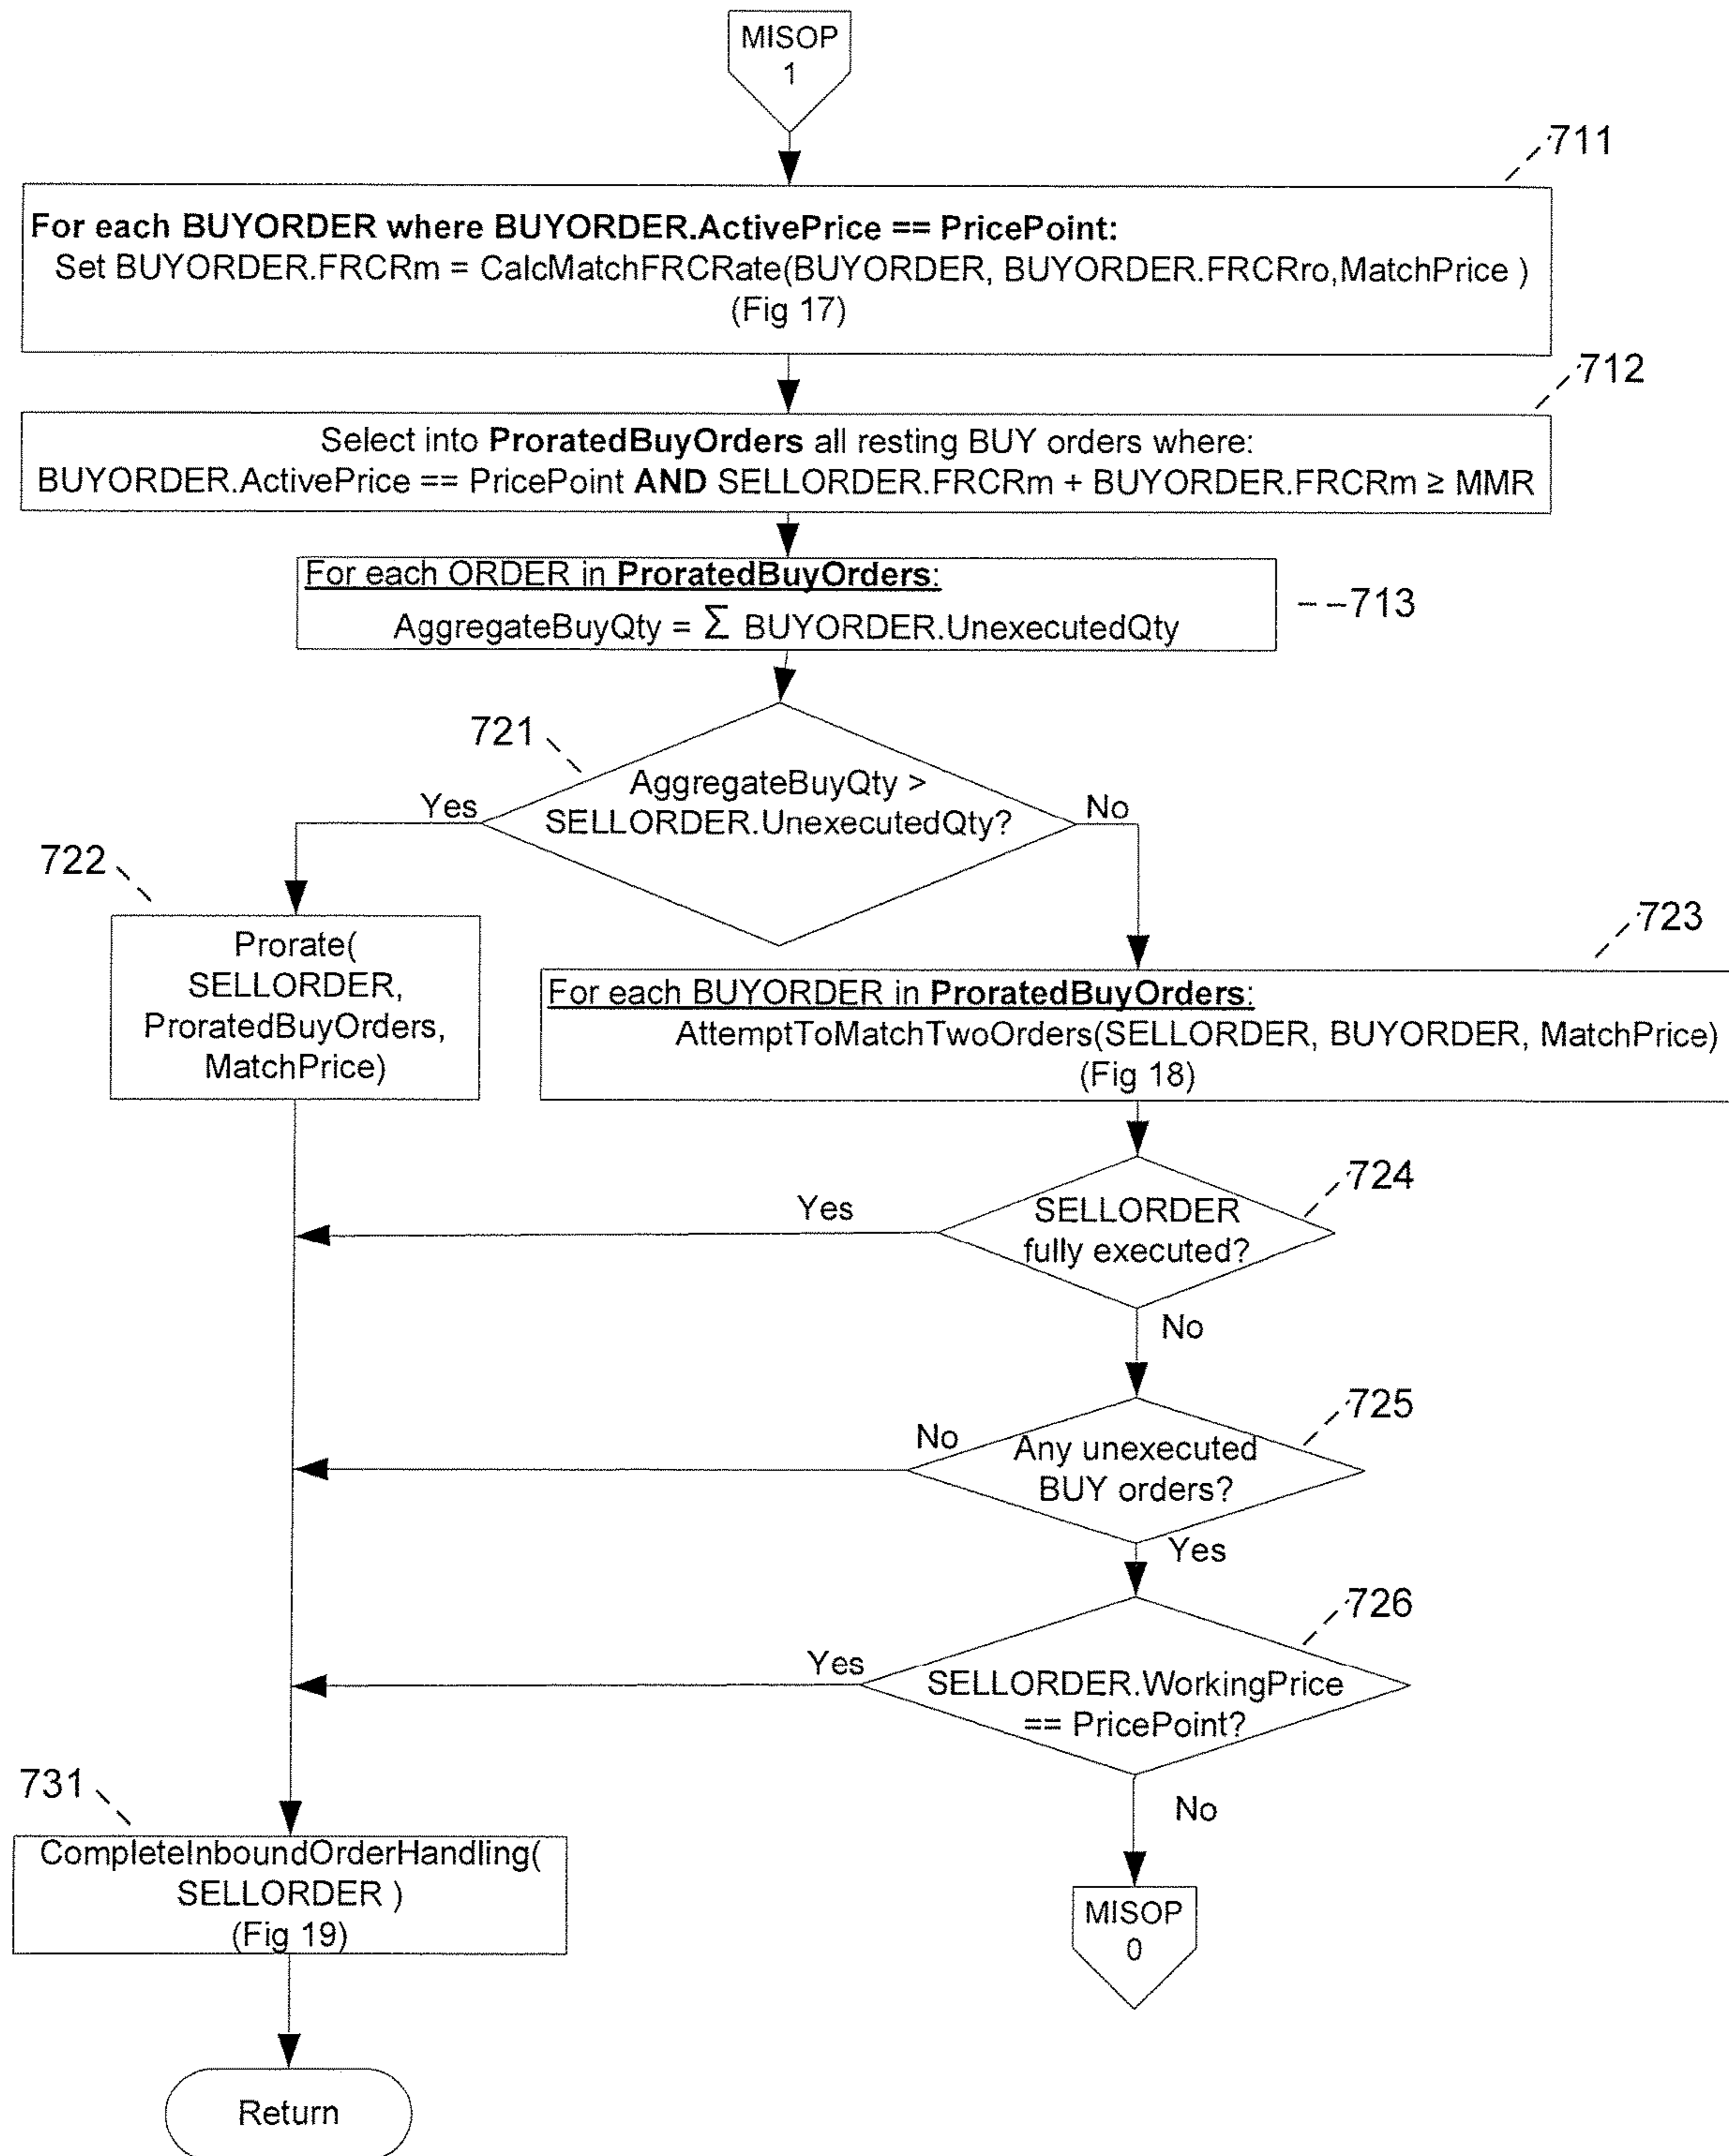 MISOP
1
711
For each BUYORDER where BUYORDER.ActivePrice == PricePoint:
Set BUYORDER.FRCRm = CalcMatchFRCRate(BUYORDER, BUYORDER.FRCRro,MatchPrice )
(Fig 17)
712
Select into ProratedBuyOrders all resting BUY orders where:
BUYORDER.ActivePrice == PricePoint AND SELLORDER.FRCRm + BUYORDER.FRCRm ≥ MMR
For each ORDER in ProratedBuyOrders:
AggregateBuyQty = Σ BUYORDER.UnexecutedQty
713
721
AggregateBuyQty >
SELLORDER.UnexecutedQty?
Yes
No
722
Prorate(
SELLORDER,
ProratedBuyOrders,
MatchPrice)
723
For each BUYORDER in ProratedBuyOrders:
AttemptToMatchTwoOrders(SELLORDER, BUYORDER, MatchPrice)
(Fig 18)
724
SELLORDER
fully executed?
Yes
No
725
Any unexecuted
BUY orders?
No
Yes
726
SELLORDER.WorkingPrice
== PricePoint?
Yes
No
731
CompleteInboundOrderHandling(
SELLORDER )
(Fig 19)
MISOP
0
Return